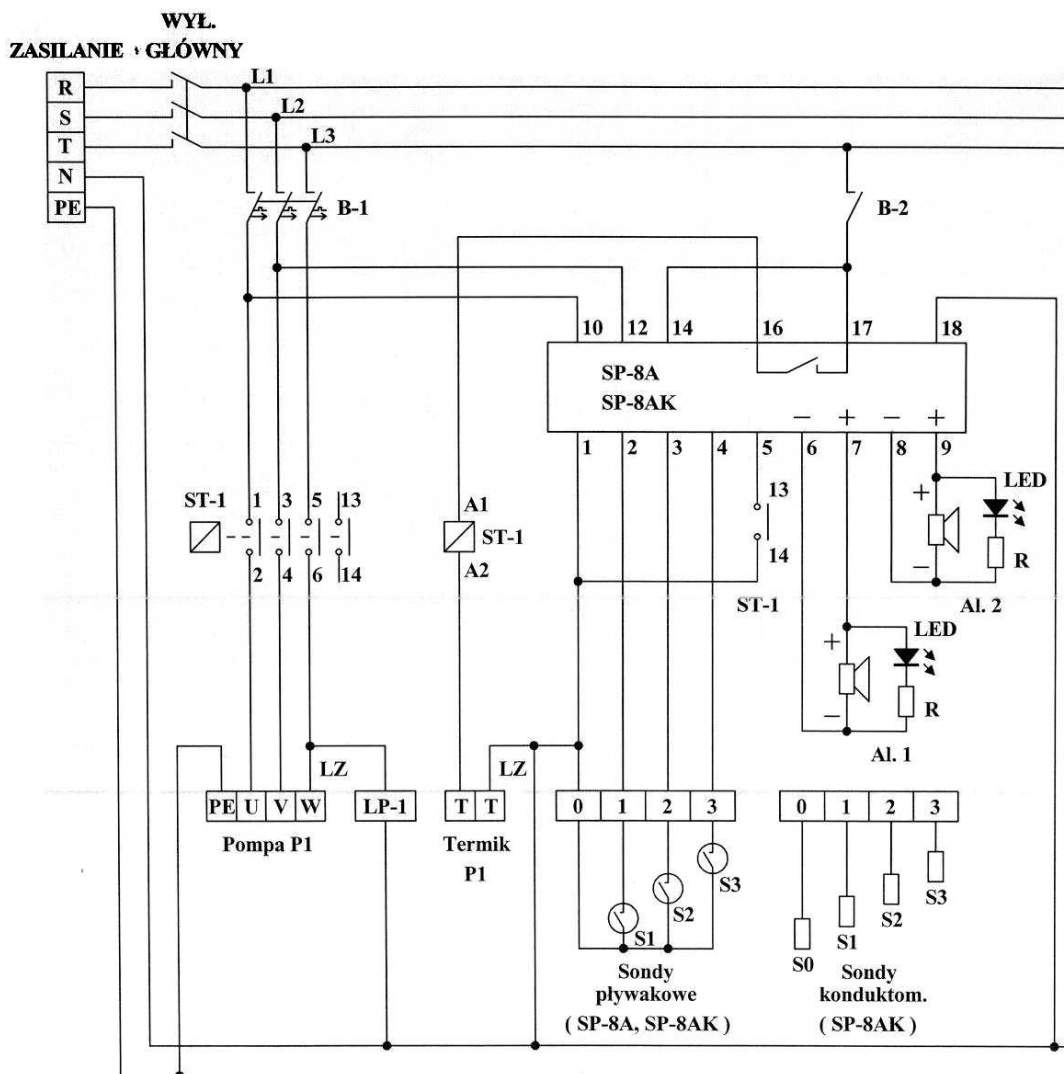 WYŁ.
ZASILANIE GŁÓWNY
R
S
T
N
PE
L1
L2
L3
B-1
B-2
10 12 14 16 17 18
SP-8A
SP-8AK
− + − +
1 2 3 4 5 6 7 8 9
ST-1
1 3 5 13
2 4 6 14
A1
ST-1
A2
13
14
ST-1
+
−
LED
R
Al. 2
+
−
LED
R
Al. 1
LZ
LZ
PE U V W
LP-1
T T
0 1 2 3
0 1 2 3
Pompa P1
Termik
P1
S1
S2
S3
S0
S1
S2
S3
Sondy
pływakowe
( SP-8A, SP-8AK )
Sondy
konduktom.
( SP-8AK )